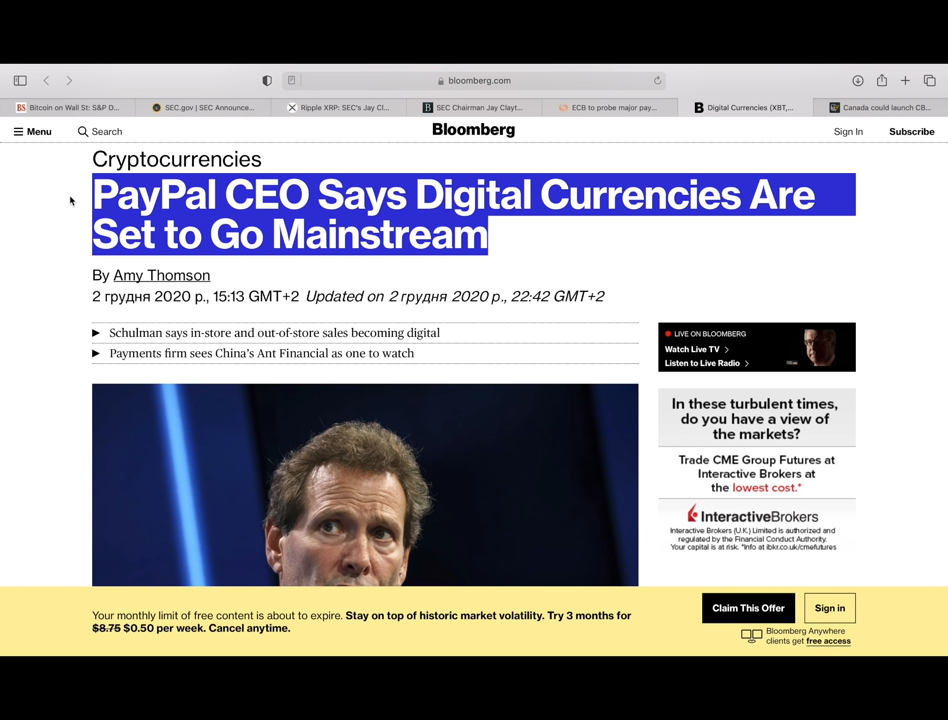 bloomberg.com
Bitcoin on Wall St: S&P D...
SEC.gov | SEC Announce...
Ripple XRP: SEC's Jay Cl...
SEC Chairman Jay Clayt...
ECB to probe major pay...
Digital Currencies (XBT,...
Canada could launch CB...
Menu
Search
Bloomberg
Sign In
Subscribe
Cryptocurrencies
PayPal CEO Says Digital Currencies Are
Set to Go Mainstream
By Amy Thomson
2 грудня 2020 р., 15:13 GMT+2 Updated on 2 грудня 2020 р., 22:42 GMT+2
Schulman says in-store and out-of-store sales becoming digital
Payments firm sees China's Ant Financial as one to watch
LIVE ON BLOOMBERG
Watch Live TV
Listen to Live Radio
In these turbulent times,
do you have a view of
the markets?
Trade CME Group Futures at
Interactive Brokers at
the lowest cost.*
InteractiveBrokers
Interactive Brokers (U.K.) Limited is authorized and
regulated by the Financial Conduct Authority.
Your capital is at risk. *Info at ibkr.co.uk/cmefutures
Your monthly limit of free content is about to expire. Stay on top of historic market volatility. Try 3 months for
$8.75 $0.50 per week. Cancel anytime.
Claim This Offer
Sign in
Bloomberg Anywhere
clients get free access